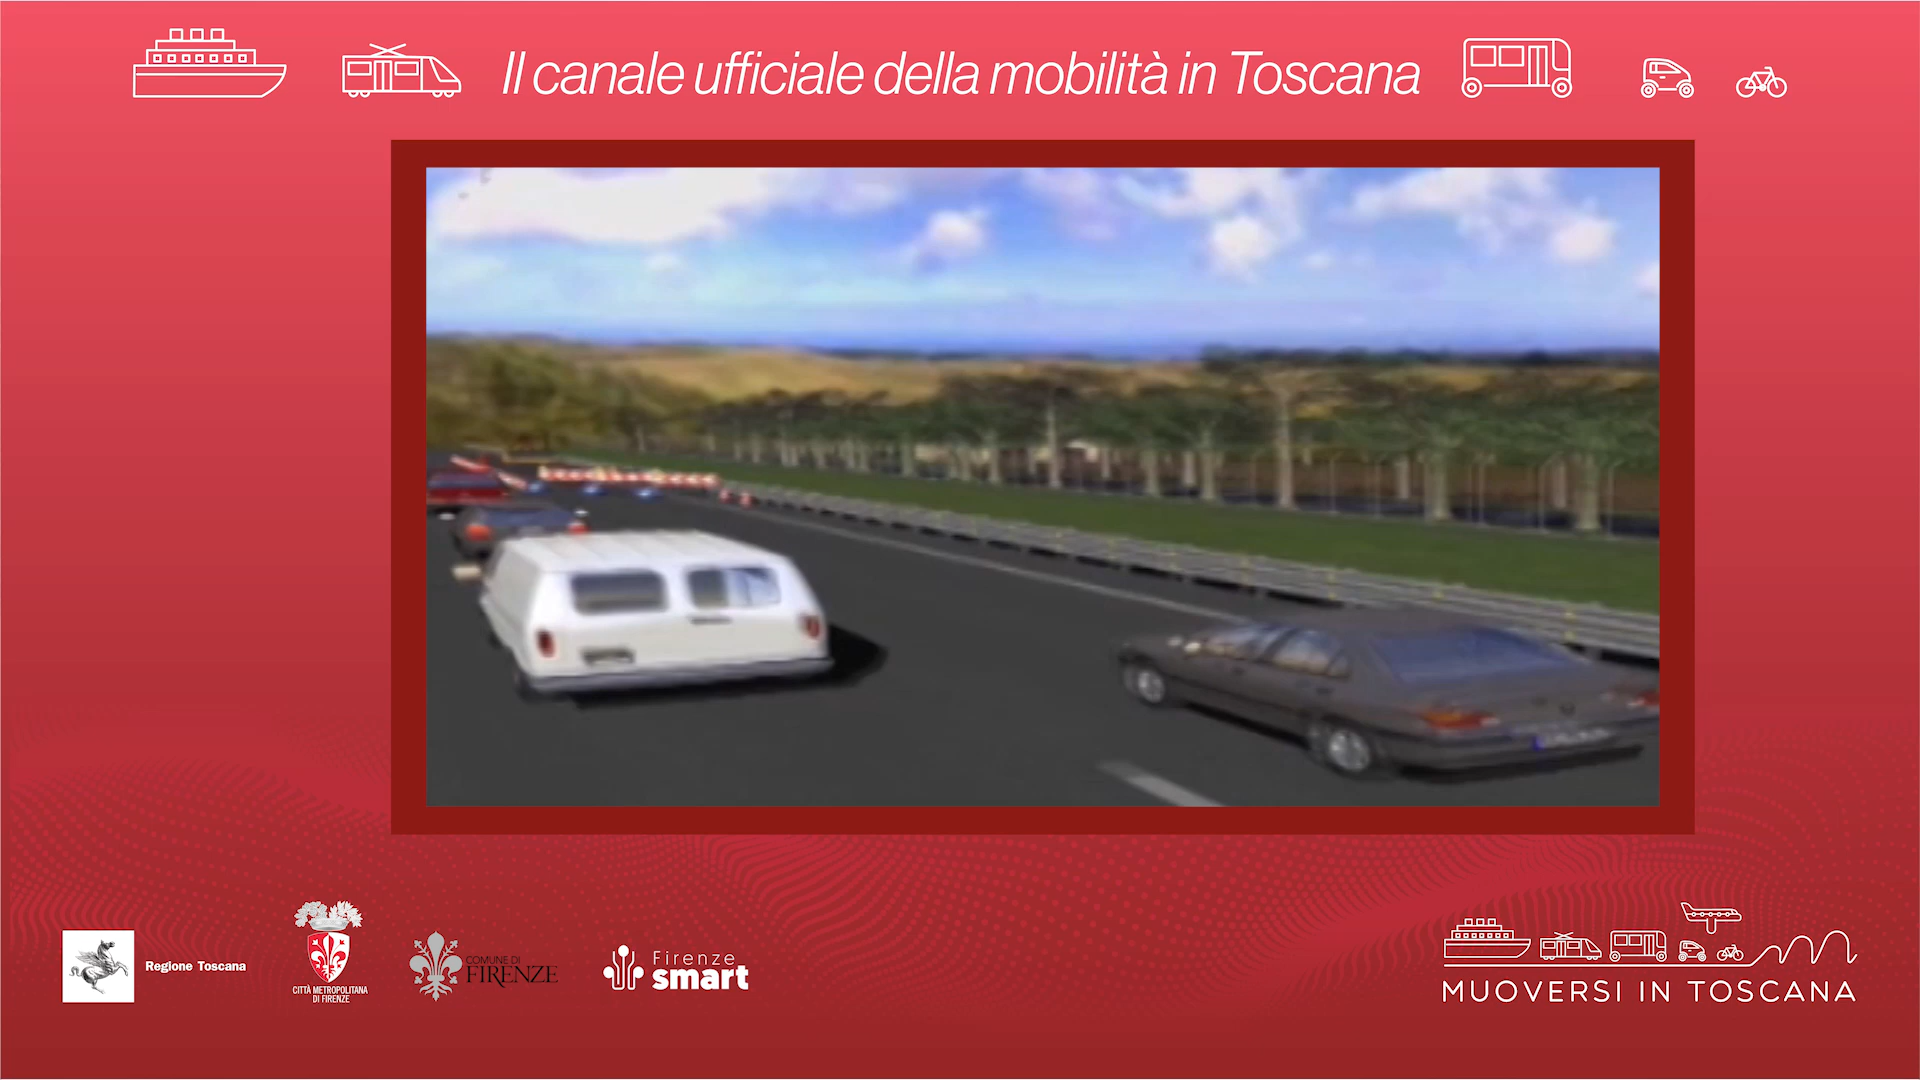 Il canale ufficiale della mobilità in Toscana
Regione Toscana
CITTÀ METROPOLITANA
DI FIRENZE
COMUNE DI
FIRENZE
Firenze
smart
MUOVERSI IN TOSCANA